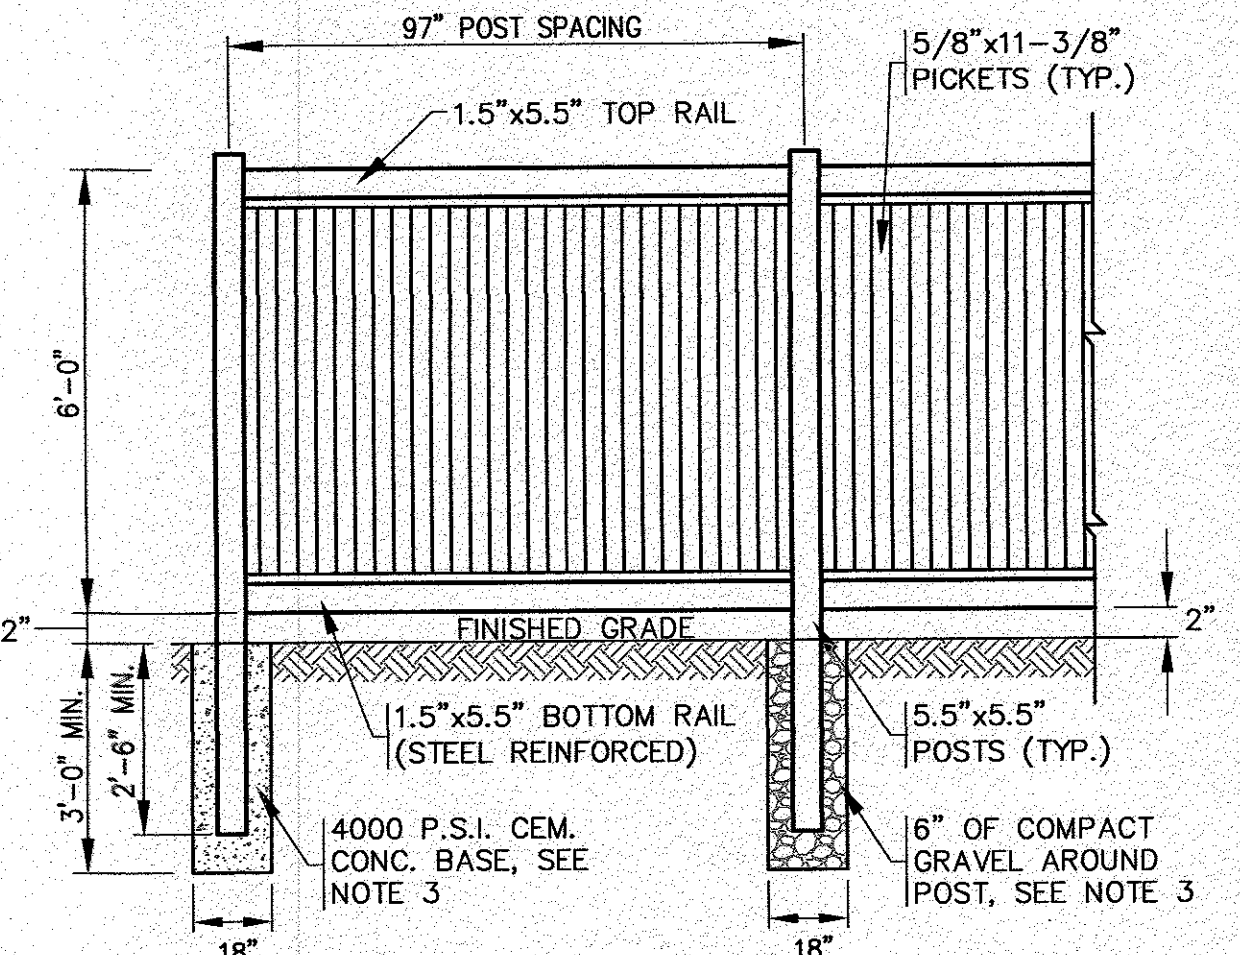 97" POST SPACING
5/8"x11-3/8"
PICKETS (TYP.)
1.5"x5.5" TOP RAIL
6'-0"
2"
FINISHED GRADE
2"
3'-0" MIN.
2'-6" MIN.
1.5"x5.5" BOTTOM RAIL
(STEEL REINFORCED)
5.5"x5.5"
POSTS (TYP.)
4000 P.S.I. CEM.
CONC. BASE, SEE
NOTE 3
6" OF COMPACT
GRAVEL AROUND
POST, SEE NOTE 3
18"
18"